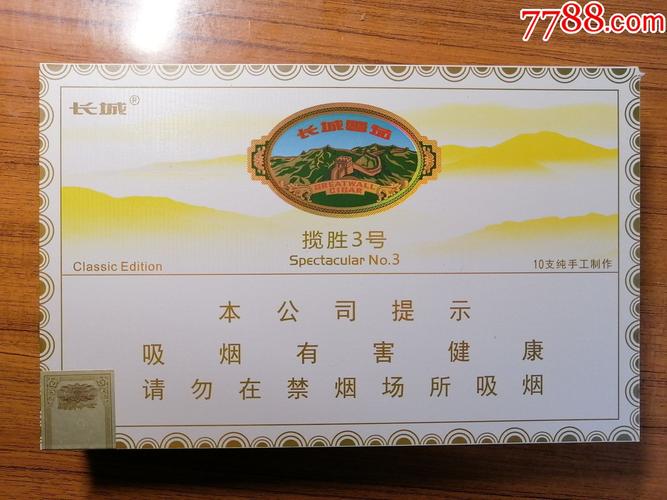 7788.com
长城®
长城雪茄
GREATWALL
CIGAR
揽胜3号
Spectacular No.3
Classic Edition
10支纯手工制作
本公司提示
吸烟有害健康
请勿在禁烟场所吸烟